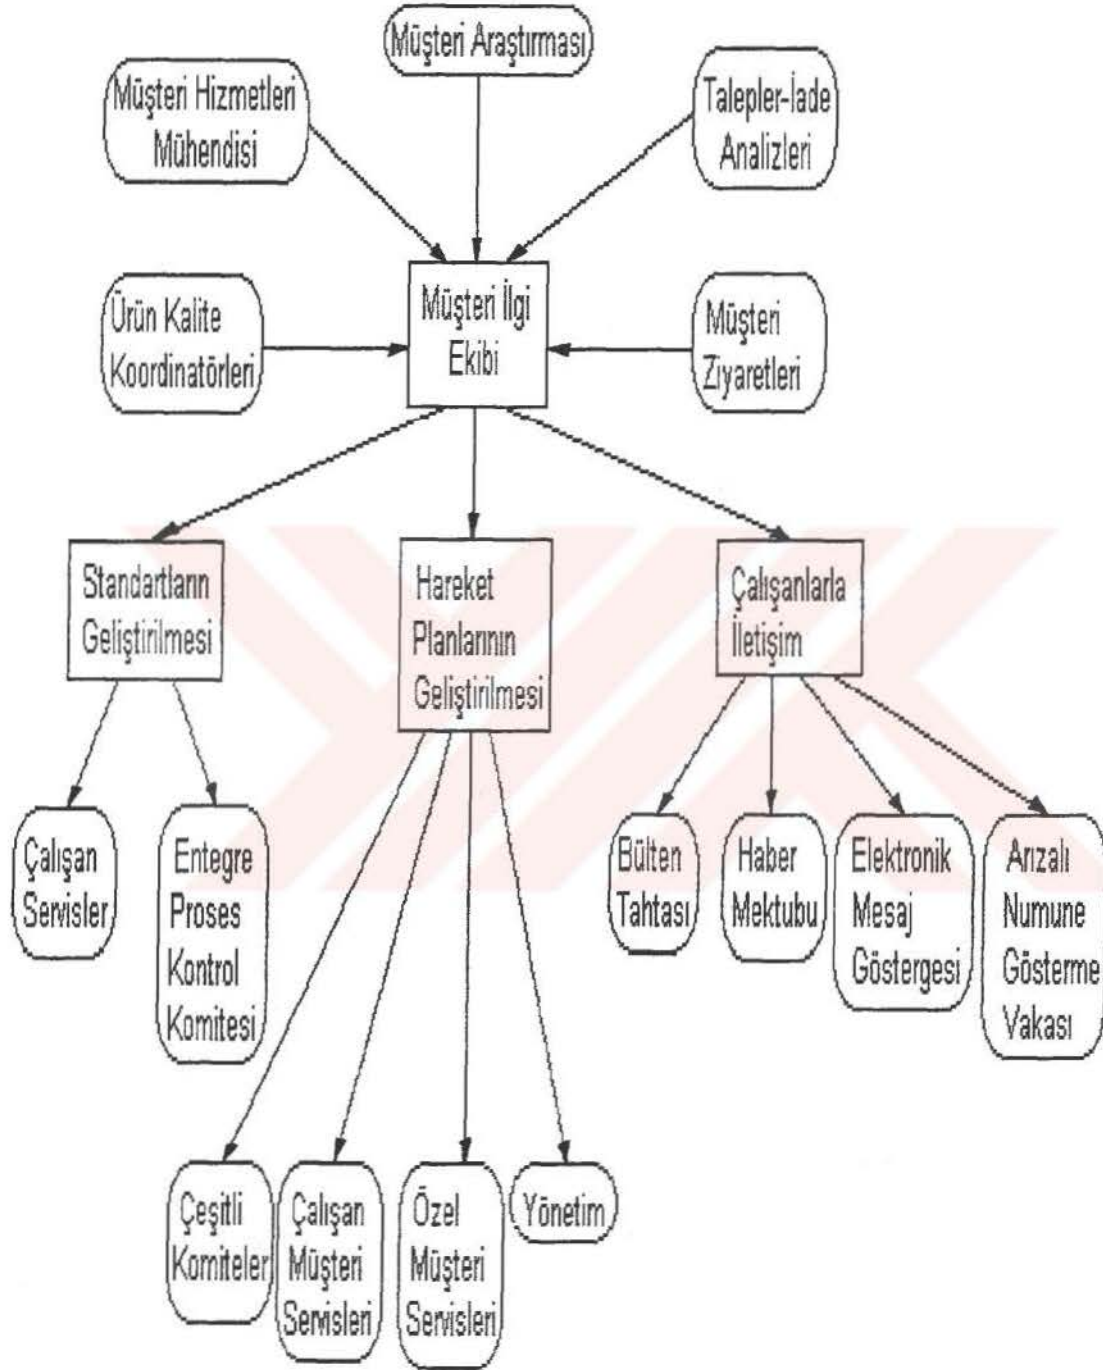 Müşteri Araştırması
Müşteri Hizmetleri
Mühendisi
Talepler-İade
Analizleri
Ürün Kalite
Koordinatörleri
Müşteri İlgi
Ekibi
Müşteri
Ziyaretleri
Standartların
Geliştirilmesi
Hareket
Planlarının
Geliştirilmesi
Çalışanlarla
İletişim
Çalışan
Servisler
Entegre
Proses
Kontrol
Komitesi
Bülten
Tahtası
Haber
Mektubu
Elektronik
Mesaj
Göstergesi
Arızalı
Numune
Gösterme
Vakası
Çeşitli
Komiteler
Çalışan
Müşteri
Servisleri
Özel
Müşteri
Servisleri
Yönetim